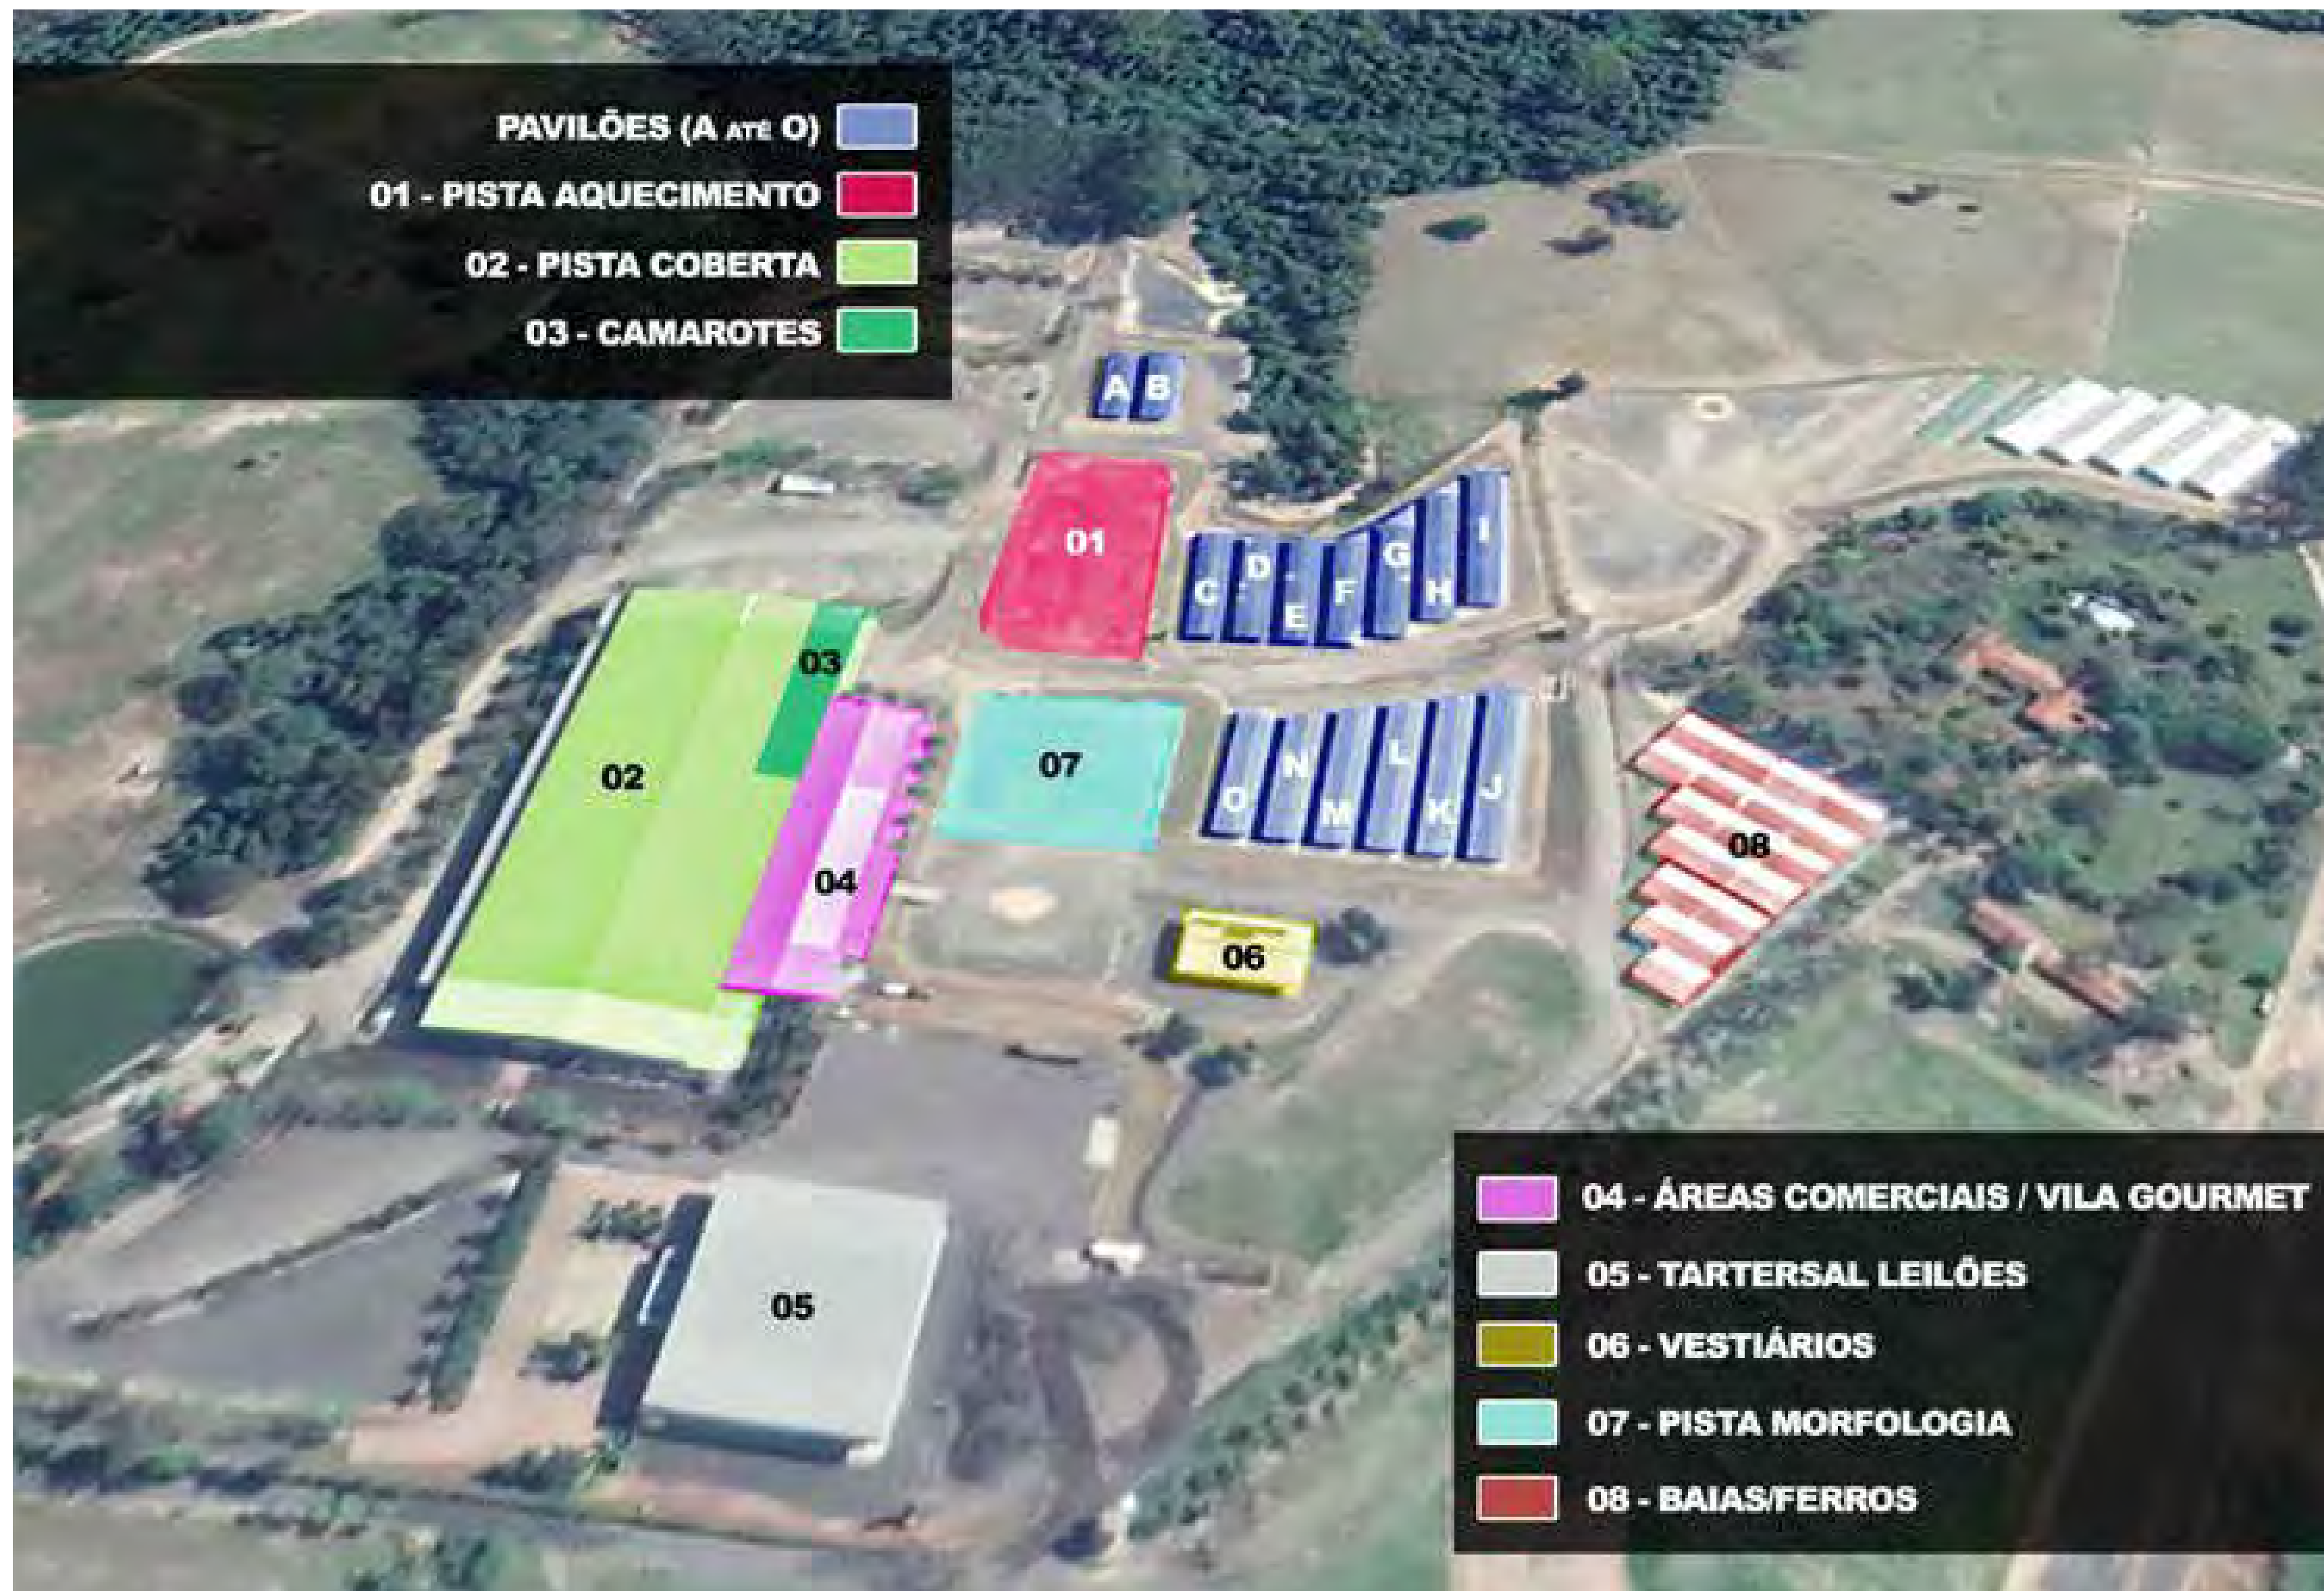 PAVILÕES (A ATÉ O)
01 - PISTA AQUECIMENTO
02 - PISTA COBERTA
03 - CAMAROTES
A B
01
C D E F G H I
03
02
07
O N M L K J
08
04
06
05
04 - ÁREAS COMERCIAIS / VILA GOURMET
05 - TARTERSAL LEILÕES
06 - VESTIÁRIOS
07 - PISTA MORFOLOGIA
08 - BAIAS/FERROS